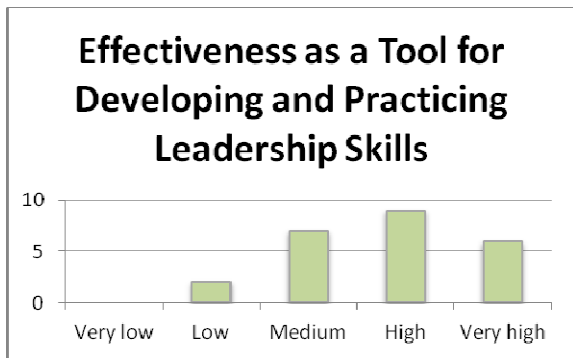 Effectiveness as a Tool for
Developing and Practicing
Leadership Skills
10
5
0
Very low Low Medium High Very high